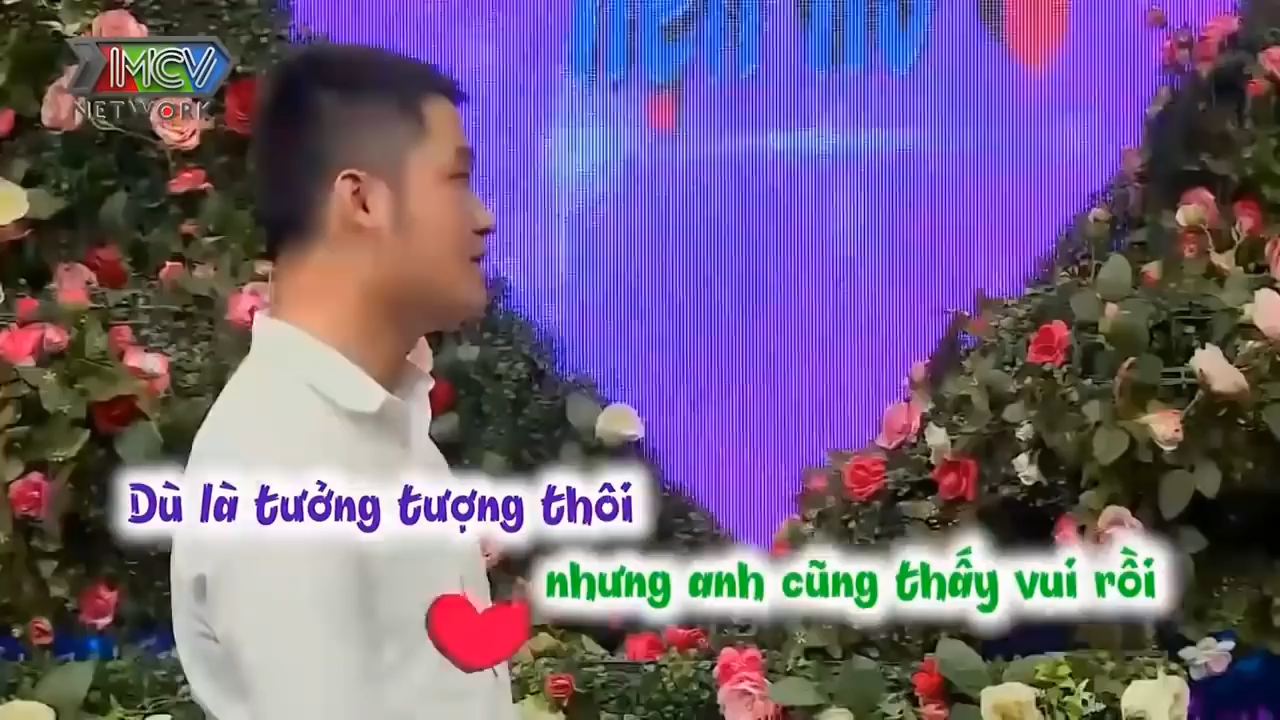 MCV
NETWORK
Dù là tưởng tượng thôi
nhưng anh cũng thấy vui rồi